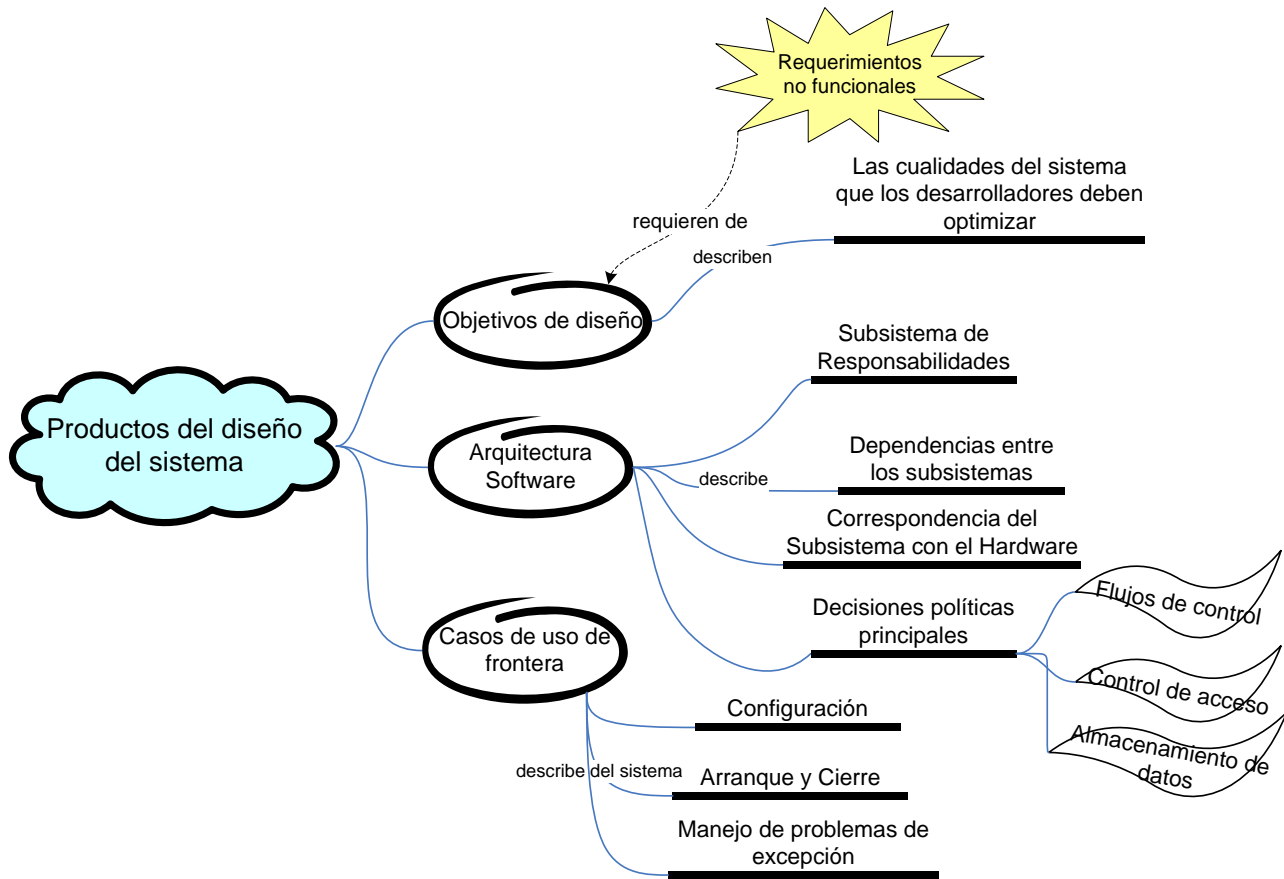 Requerimientos
no funcionales
Las cualidades del sistema
que los desarrolladores deben
optimizar
requieren de
describen
Objetivos de diseño
Subsistema de
Responsabilidades
Productos del diseño
del sistema
Arquitectura
Software
describe
Dependencias entre
los subsistemas
Correspondencia del
Subsistema con el Hardware
Decisiones políticas
principales
Flujos de control
Control de acceso
Almacenamiento de
datos
Casos de uso de
frontera
Configuración
describe del sistema
Arranque y Cierre
Manejo de problemas de
excepción